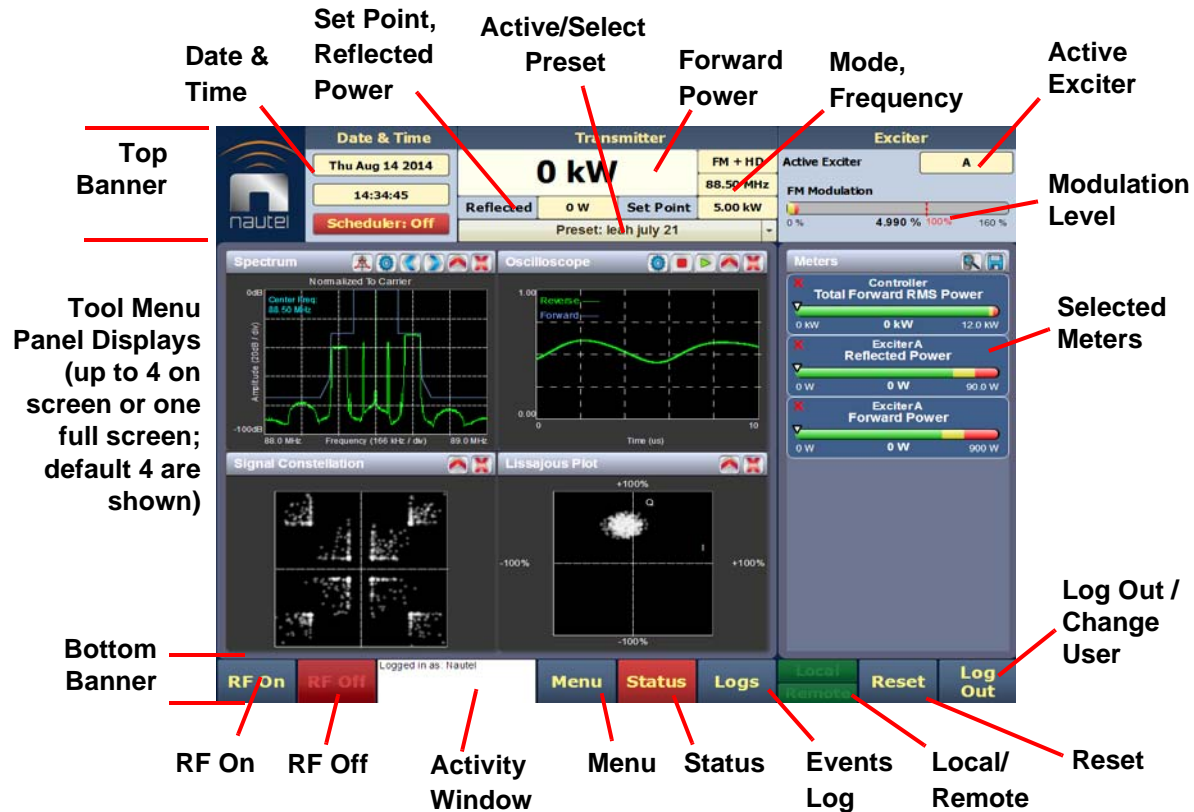 Set Point,
Reflected
Power
Active/Select
Preset
Date &
Time
Forward
Power
Mode,
Frequency
Active
Exciter
Top
Banner
Modulation
Level
nautel
Date & Time
Thu Aug 14 2014
14:34:45
Scheduler: Off
Transmitter
0 kW
FM + HD
88.50 MHz
Reflected
0 W
Set Point
5.00 kW
Preset: leah july 21
Exciter
Active Exciter
A
FM Modulation
0 %
4.990 %
100%
160 %
Tool Menu
Panel Displays
(up to 4 on
screen or one
full screen;
default 4 are
shown)
Spectrum
Normalized To Carrier
0dB
Center Freq:
88.50 MHz
Amplitude (20dB / div)
-100dB
88.0 MHz
Frequency (166 kHz / div)
89.0 MHz
Oscilloscope
1.00
Reverse
Forward
0.00
0
10
Time (us)
Meters
Controller
Total Forward RMS Power
0 kW
0 kW
12.0 kW
Exciter A
Reflected Power
0 W
0 W
90.0 W
Exciter A
Forward Power
0 W
0 W
900 W
Selected
Meters
Signal Constellation
Lissajous Plot
+100%
Q
I
-100%
+100%
-100%
Bottom
Banner
Log Out /
Change
User
RF On
RF Off
Logged in as: Nautel
Menu
Status
Logs
Local
Remote
Reset
Log
Out
RF On
RF Off
Activity
Window
Menu
Status
Events
Log
Local/
Remote
Reset